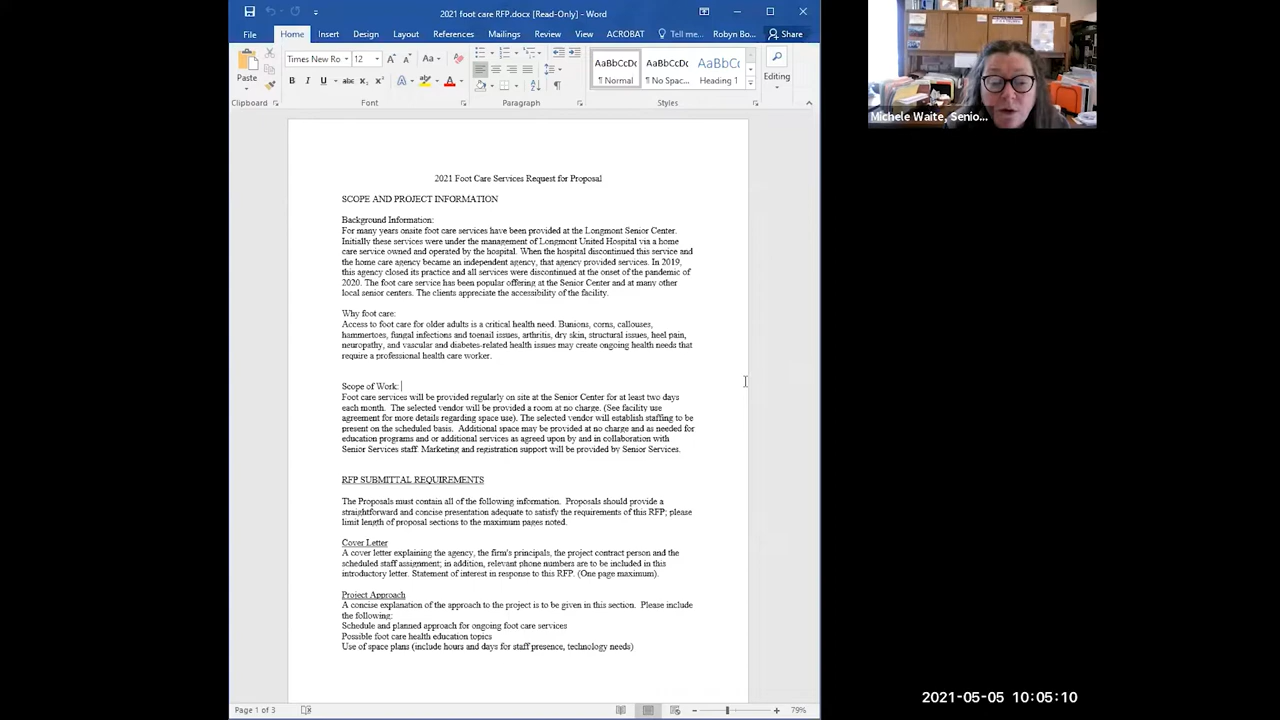 2021 foot care RFP.docx [Read-Only] - Word
File Home Insert Design Layout References Mailings Review View ACROBAT Tell me... Robyn Bo... Share
Times New Ro 12 A A Aa
Paste
B I U abc x₂ x² A A
AaBbCcDc AaBbCcDc AaBbCc
¶ Normal ¶ No Spac... Heading 1
Editing
Clipboard Font Paragraph Styles
Michele Waite, Senio...
2021 Foot Care Services Request for Proposal
SCOPE AND PROJECT INFORMATION
Background Information:
For many years onsite foot care services have been provided at the Longmont Senior Center.
Initially these services were under the management of Longmont United Hospital via a home
care service owned and operated by the hospital. When the hospital discontinued this service and
the home care agency became an independent agency, that agency provided services. In 2019,
this agency closed its practice and all services were discontinued at the onset of the pandemic of
2020. The foot care service has been popular offering at the Senior Center and at many other
local senior centers. The clients appreciate the accessibility of the facility.
Why foot care:
Access to foot care for older adults is a critical health need. Bunions, corns, callouses,
hammertoes, fungal infections and toenail issues, arthritis, dry skin, structural issues, heel pain,
neuropathy, and vascular and diabetes-related health issues may create ongoing health needs that
require a professional health care worker.
Scope of Work:
Foot care services will be provided regularly on site at the Senior Center for at least two days
each month. The selected vendor will be provided a room at no charge. (See facility use
agreement for more details regarding space use). The selected vendor will establish staffing to be
present on the scheduled basis. Additional space may be provided at no charge and as needed for
education programs and or additional services as agreed upon by and in collaboration with
Senior Services staff. Marketing and registration support will be provided by Senior Services.
RFP SUBMITTAL REQUIREMENTS
The Proposals must contain all of the following information. Proposals should provide a
straightforward and concise presentation adequate to satisfy the requirements of this RFP; please
limit length of proposal sections to the maximum pages noted.
Cover Letter
A cover letter explaining the agency, the firm's principals, the project contract person and the
scheduled staff assignment; in addition, relevant phone numbers are to be included in this
introductory letter. Statement of interest in response to this RFP. (One page maximum).
Project Approach
A concise explanation of the approach to the project is to be given in this section. Please include
the following:
Schedule and planned approach for ongoing foot care services
Possible foot care health education topics
Use of space plans (include hours and days for staff presence, technology needs)
Page 1 of 3
79%
2021-05-05 10:05:10